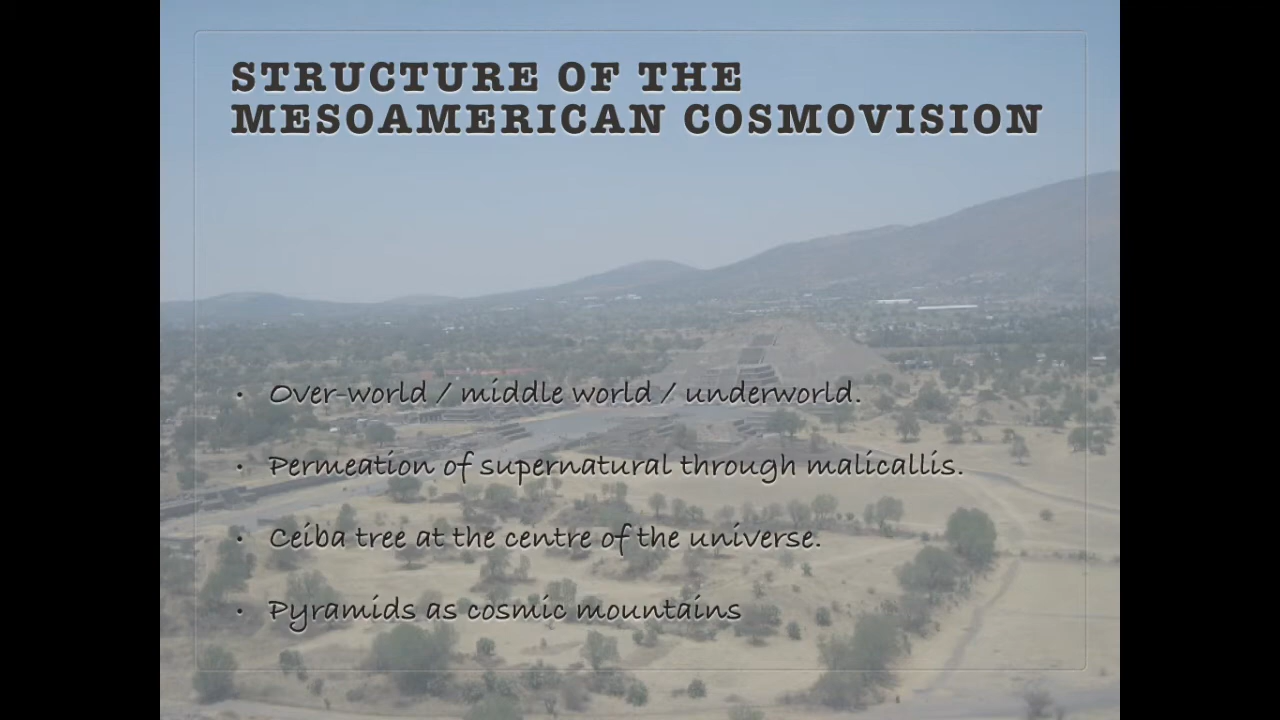 STRUCTURE OF THE
MESOAMERICAN COSMOVISION
• Over-world / middle world / underworld.
• Permeation of supernatural through malicallis.
• Ceiba tree at the centre of the universe.
• Pyramids as cosmic mountains